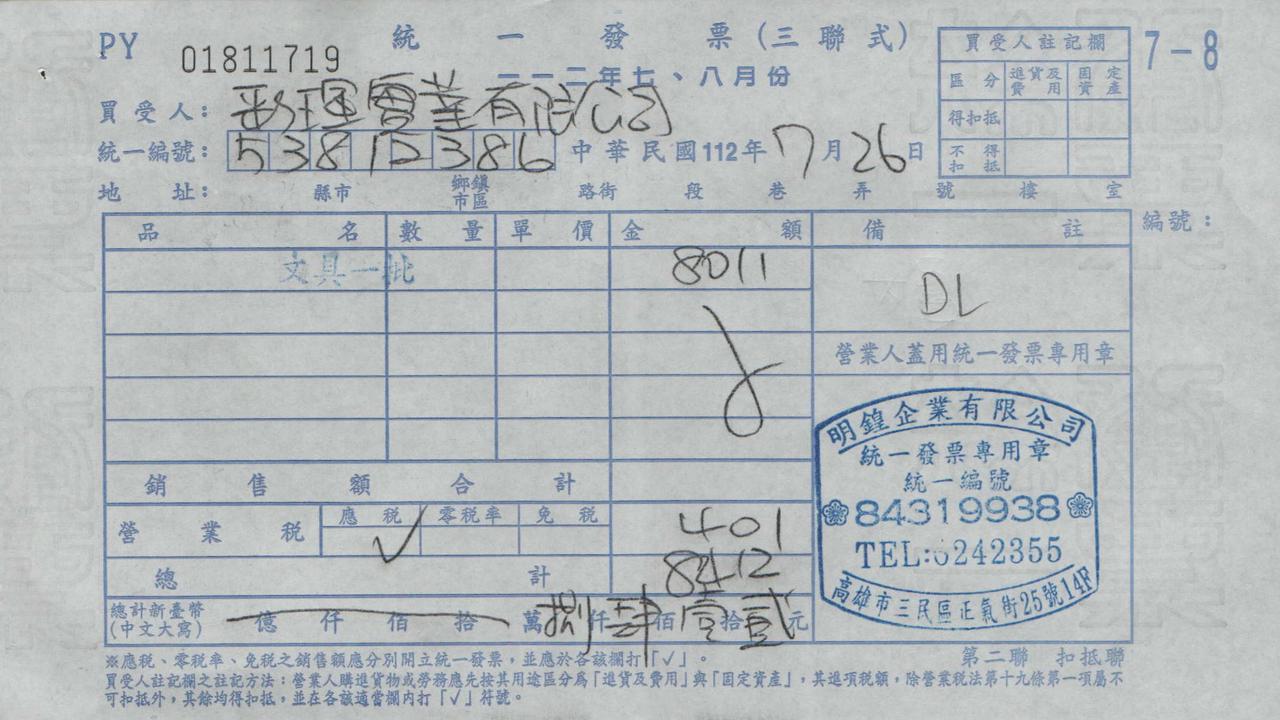 PY 01811719
統一發票(三聯式)
一一二年七、八月份
7-8
買受人註記欄
區分 進貨及費用 固定資產
得扣抵
不得扣抵
買受人: 彩璍實業有限公司
統一編號: 53812386 中華民國112年7月26日
地址: 縣市 鄉鎮市區 路街 段 巷 弄 號 樓 室
品名 數量 單價 金額 備註 編號:
文具一批 8011 DL
營業人蓋用統一發票專用章
明鍠企業有限公司
統一發票專用章
統一編號
84319938
TEL:6242355
高雄市三民區正氣街25號14F
銷售額合計
營業稅 應稅 ✓ 零稅率 免稅 401
總計 8412
總計新臺幣(中文大寫) 億 仟 佰 拾 萬 捌 仟 肆 佰 壹 拾 貳 元
※應稅、零稅率、免稅之銷售額應分別開立統一發票,並應於各該欄打「✓」。
第二聯 扣抵聯
買受人註記欄之註記方法:營業人購進貨物或勞務應先按其用途區分為「進貨及費用」與「固定資產」,其進項稅額,除營業稅法第十九條第一項屬不
可扣抵外,其餘均得扣抵,並在各該適當欄內打「✓」符號。